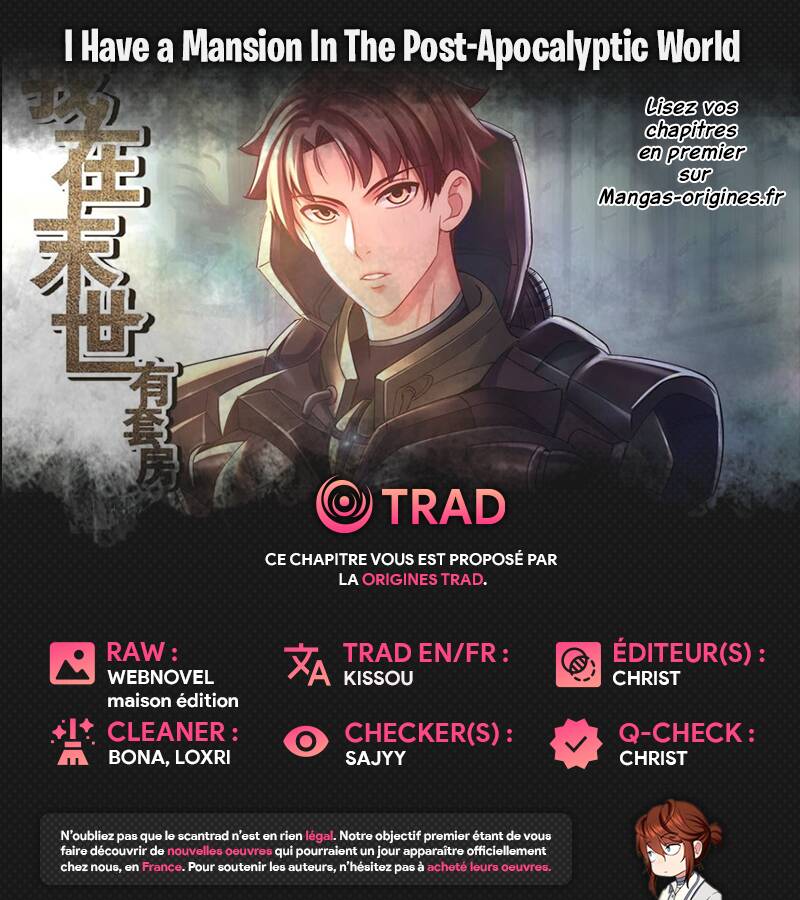 I Have a Mansion In The Post-Apocalyptic World
Lisez vos
chapitres
en premier
sur
Mangas-origines.fr
我在末世
有套房
TRAD
CE CHAPITRE VOUS EST PROPOSÉ PAR
LA ORIGINES TRAD.
RAW :
WEBNOVEL
maison édition
TRAD EN/FR :
KISSOU
ÉDITEUR(S) :
CHRIST
CLEANER :
BONA, LOXRI
CHECKER(S) :
SAJYY
Q-CHECK :
CHRIST
N'oubliez pas que le scantrad n'est en rien légal. Notre objectif premier étant de vous
faire découvrir de nouvelles oeuvres qui pourraient un jour apparaître officiellement
chez nous, en France. Pour soutenir les auteurs, n'hésitez pas à acheté leurs oeuvres.